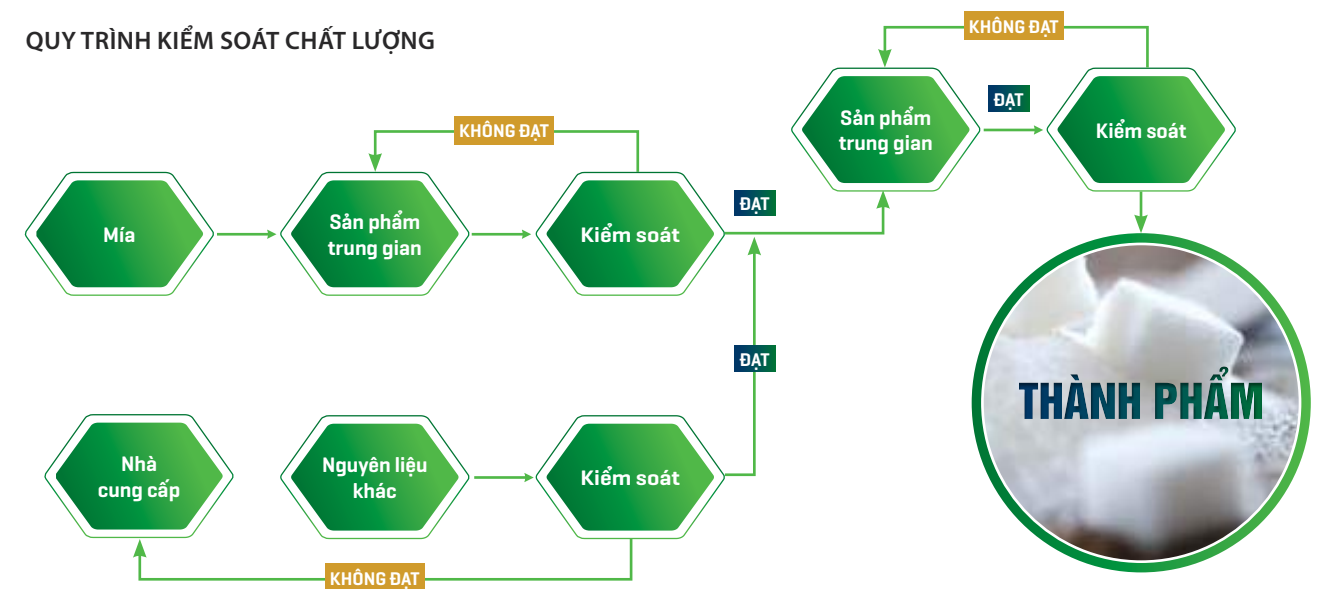 QUY TRÌNH KIỂM SOÁT CHẤT LƯỢNG
KHÔNG ĐẠT
Sản phẩm
trung gian
ĐẠT
Kiểm soát
KHÔNG ĐẠT
Mía
Sản phẩm
trung gian
Kiểm soát
ĐẠT
ĐẠT
THÀNH PHẨM
Nhà
cung cấp
Nguyên liệu
khác
Kiểm soát
KHÔNG ĐẠT